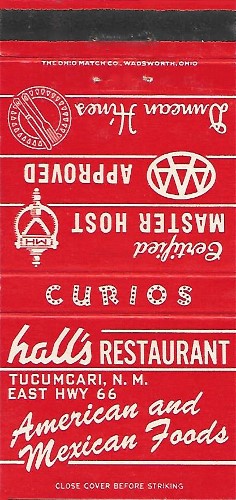 THE OHIO MATCH CO., WADSWORTH, OHIO
Duncan Hines
AAA
APPROVED
Certified
MASTER HOST
MH
CURIOS
hall's RESTAURANT
TUCUMCARI, N. M.
EAST HWY 66
American and
Mexican Foods
CLOSE COVER BEFORE STRIKING